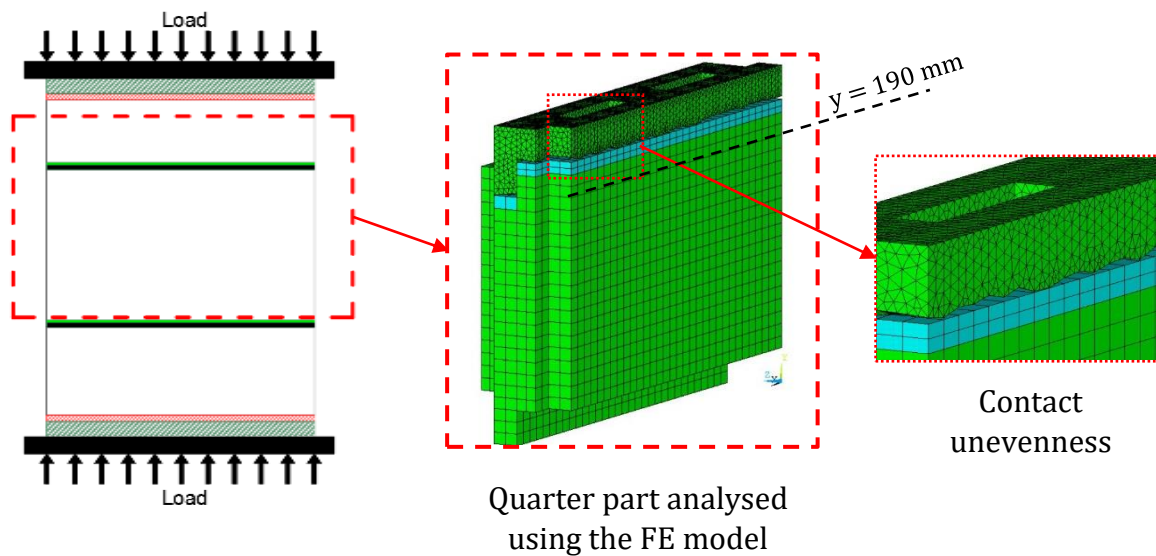 Load
y = 190 mm
Load
Contact
unevenness
Quarter part analysed
using the FE model